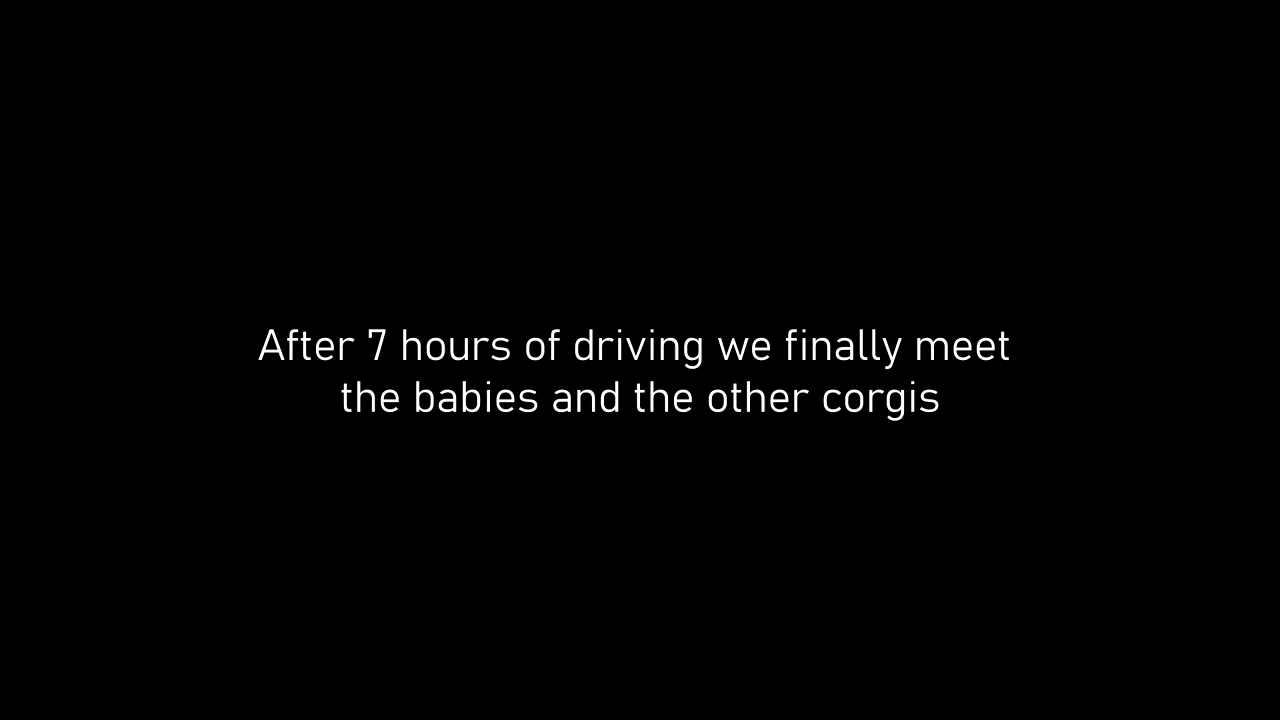 After 7 hours of driving we finally meet
the babies and the other corgis